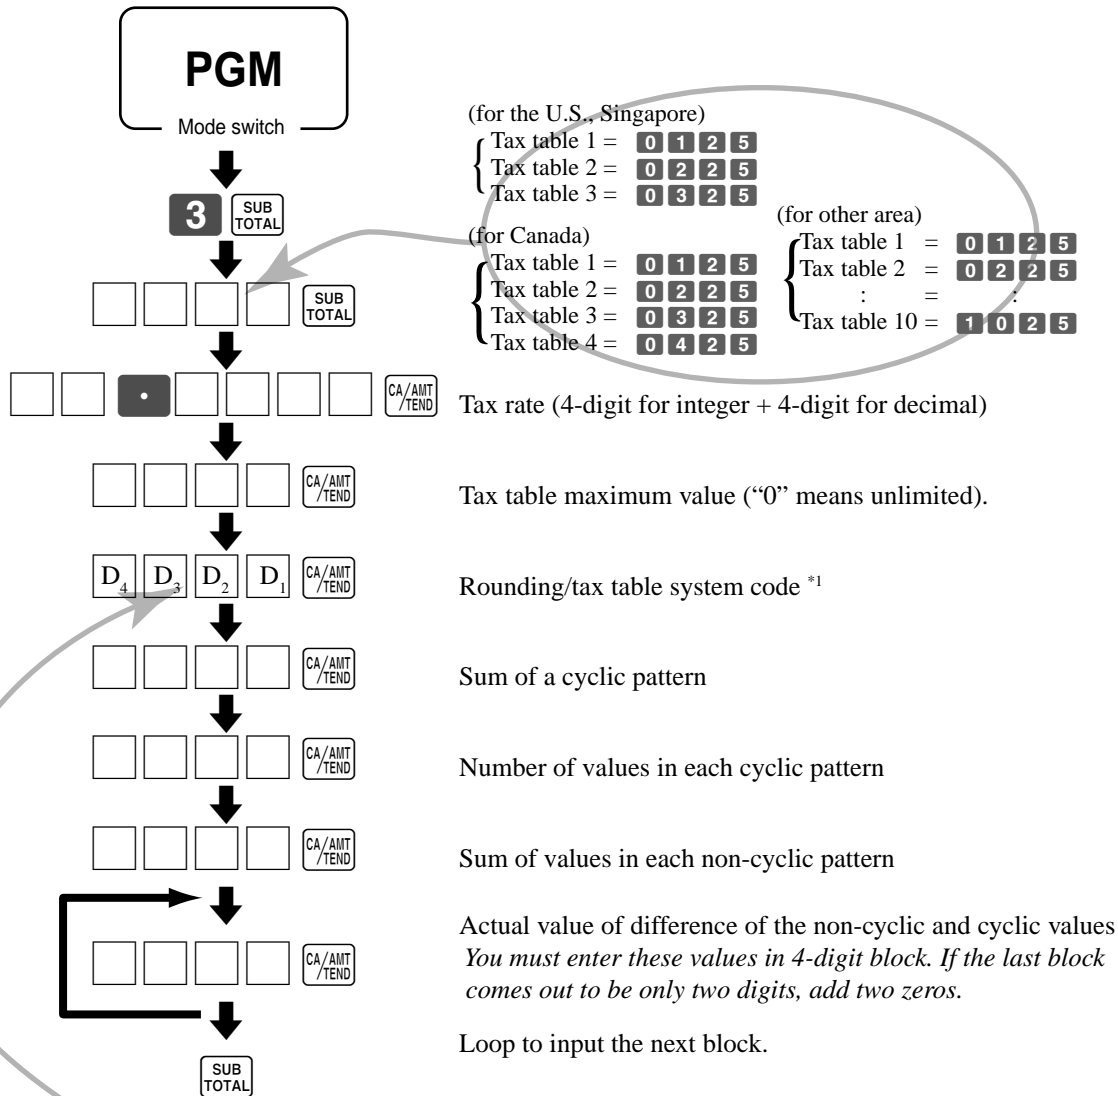 PGM
Mode switch
3 SUB TOTAL
(for the U.S., Singapore)
Tax table 1 = 0 1 2 5
Tax table 2 = 0 2 2 5
Tax table 3 = 0 3 2 5
(for Canada)
Tax table 1 = 0 1 2 5
Tax table 2 = 0 2 2 5
Tax table 3 = 0 3 2 5
Tax table 4 = 0 4 2 5
(for other area)
Tax table 1 = 0 1 2 5
Tax table 2 = 0 2 2 5
: = :
Tax table 10 = 1 0 2 5
SUB TOTAL
• CA/AMT /TEND
Tax rate (4-digit for integer + 4-digit for decimal)
CA/AMT /TEND
Tax table maximum value (“0” means unlimited).
D4 D3 D2 D1 CA/AMT /TEND
Rounding/tax table system code *1
CA/AMT /TEND
Sum of a cyclic pattern
CA/AMT /TEND
Number of values in each cyclic pattern
CA/AMT /TEND
Sum of values in each non-cyclic pattern
CA/AMT /TEND
Actual value of difference of the non-cyclic and cyclic values
You must enter these values in 4-digit block. If the last block
comes out to be only two digits, add two zeros.
Loop to input the next block.
SUB TOTAL